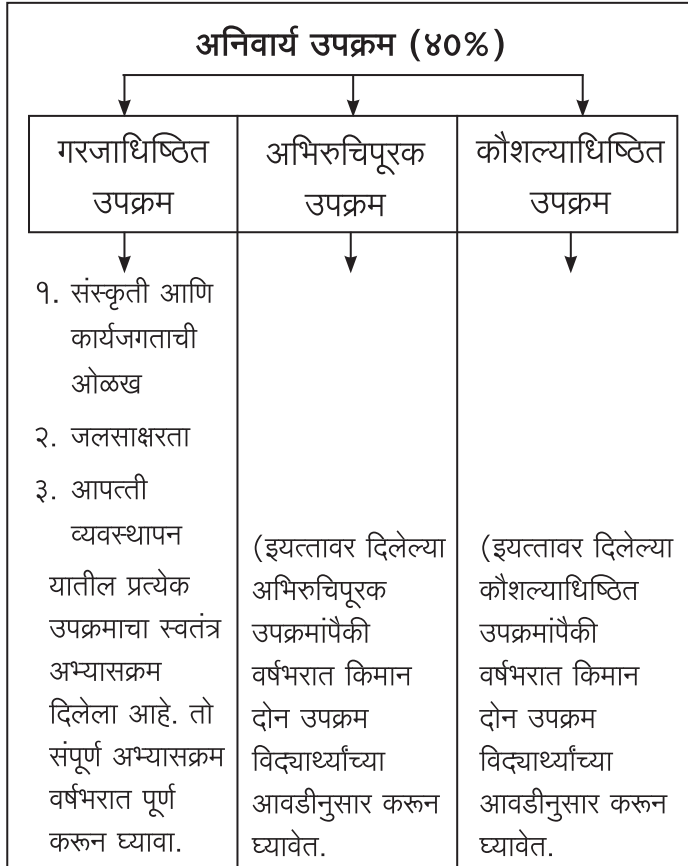 अनिवार्य उपक्रम (४०%)
गरजाधिष्ठित
उपक्रम
अभिरुचिपूरक
उपक्रम
कौशल्याधिष्ठित
उपक्रम
१. संस्कृती आणि
कार्यजगताची
ओळख
२. जलसाक्षरता
३. आपत्ती
व्यवस्थापन
यातील प्रत्येक
उपक्रमाचा स्वतंत्र
अभ्यासक्रम
दिलेला आहे. तो
संपूर्ण अभ्यासक्रम
वर्षभरात पूर्ण
करून घ्यावा.
(इयत्तावर दिलेल्या
अभिरुचिपूरक
उपक्रमांपैकी
वर्षभरात किमान
दोन उपक्रम
विद्यार्थ्यांच्या
आवडीनुसार करून
घ्यावेत.
(इयत्तावर दिलेल्या
कौशल्याधिष्ठित
उपक्रमांपैकी
वर्षभरात किमान
दोन उपक्रम
विद्यार्थ्यांच्या
आवडीनुसार करून
घ्यावेत.